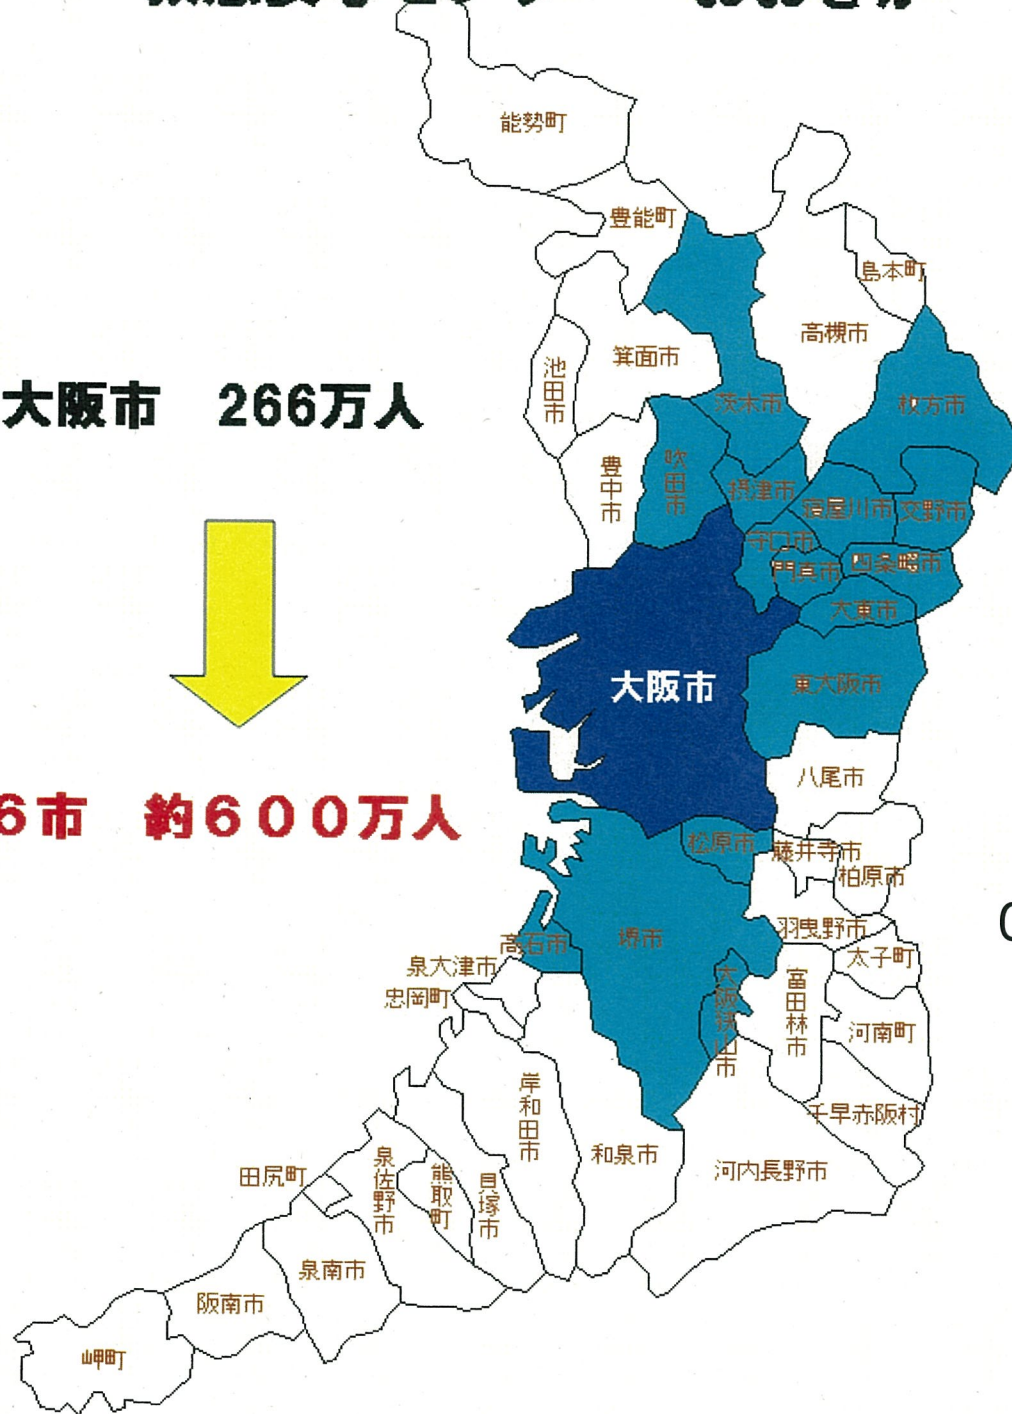 能勢町
豊能町
島本町
高槻市
箕面市
池田市
茨木市
枚方市
大阪市　266万人
豊中市
吹田市
摂津市
寝屋川市
交野市
守口市
門真市
四条畷市
大東市
大阪市
東大阪市
八尾市
6市　約６００万人
松原市
藤井寺市
柏原市
羽曳野市
堺市
高石市
太子町
泉大津市
忠岡町
大阪狭山市
富田林市
河南町
岸和田市
千早赤阪村
和泉市
河内長野市
田尻町
泉佐野市
熊取町
貝塚市
泉南市
阪南市
岬町